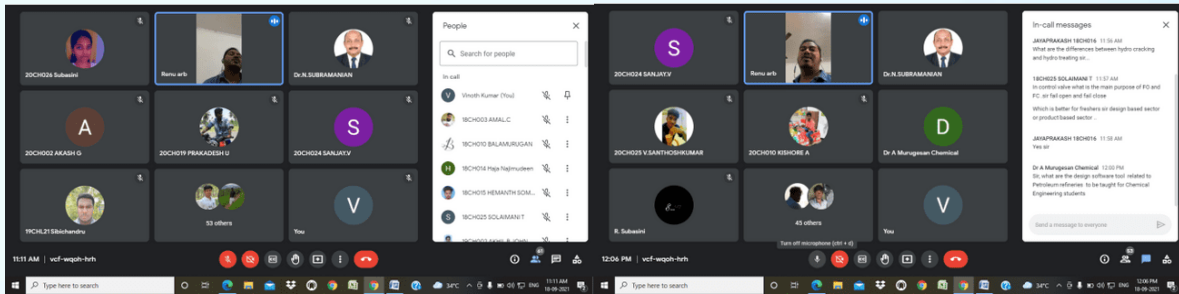 20CH026 Subasini
Renu arb
Dr.N.SUBRAMANIAN
A
20CH002 AKASH G
20CH019 PRAKADESH U
S
20CH024 SANJAY.V
19CHL21 Sibichandru
53 others
V
You
People
Search for people
In call
V
Vinoth Kumar (You)
18CH003 AMAL.C
18CH010 BALAMURUGAN
H
18CH014 Haja Najmudeen
18CH015 HEMANTH SOM...
S
18CH025 SOLAIMANI T
11:11 AM | vcf-wqoh-hrh
Type here to search
34°C
ENG
11:11 AM
18-09-2021
S
20CH024 SANJAY.V
Renu arb
Dr.N.SUBRAMANIAN
20CH025 V.SANTHOSHKUMAR
20CH010 KISHORE A
D
Dr A Murugesan Chemical
R. Subasini
45 others
V
You
Turn off microphone (ctrl + d)
In-call messages
JAYAPRAKASH 18CH016 11:56 AM
What are the differences between hydro cracking
and hydro treating sir...
18CH025 SOLAIMANI T 11:57 AM
In control valve what is the main purpose of FO and
FC .sir fail open and fail close
Which is better for freshers sir design based sector
or product based sector ..
JAYAPRAKASH 18CH016 11:58 AM
Yes sir
Dr A Murugesan Chemical 12:03 PM
Sir, what are the design software tool related to
Petroleum refineries to be taught for Chemical
Engineering students
Send a message to everyone
12:06 PM | vcf-wqoh-hrh
Type here to search
34°C
ENG
12:06 PM
18-09-2021